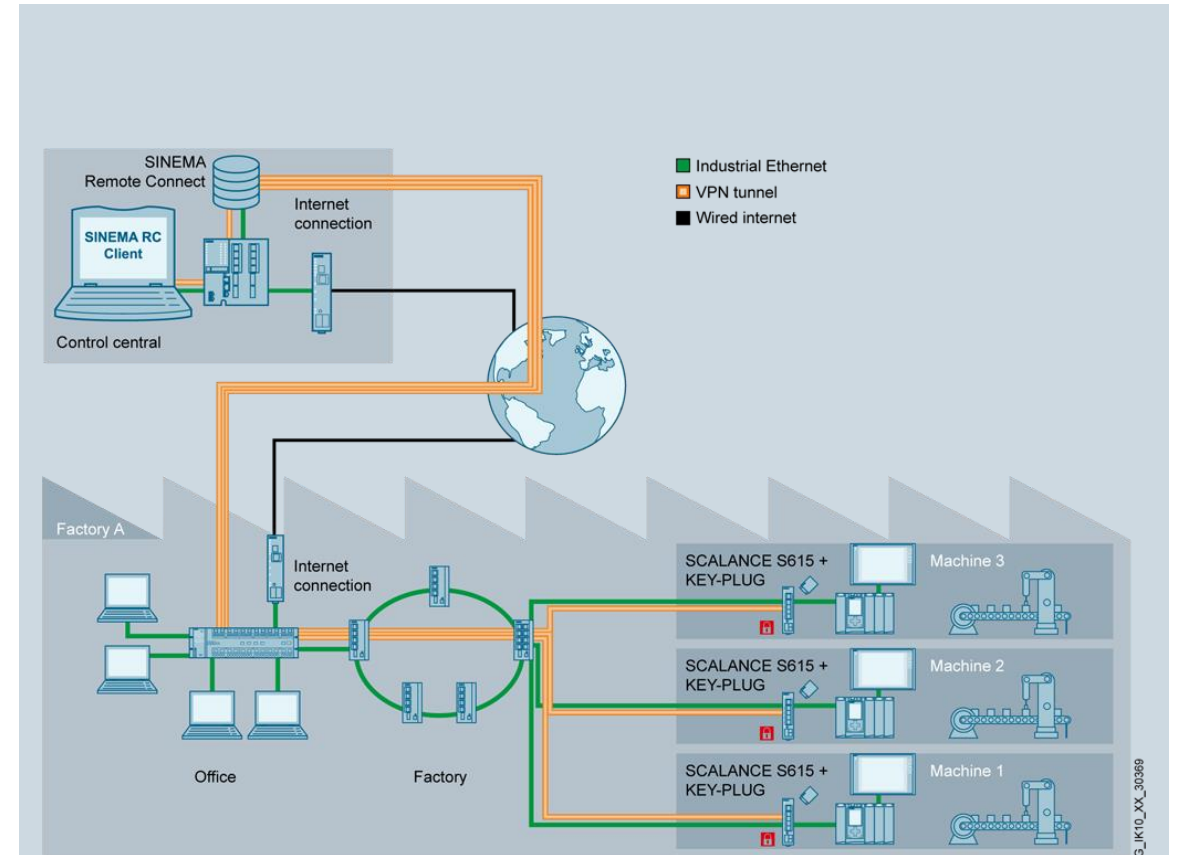 SINEMA
Remote Connect
Internet
connection
SINEMA RC
Client
Control central
Industrial Ethernet
VPN tunnel
Wired internet
Factory A
Internet
connection
Office
Factory
SCALANCE S615 +
KEY-PLUG
Machine 3
SCALANCE S615 +
KEY-PLUG
Machine 2
SCALANCE S615 +
KEY-PLUG
Machine 1
G_IK10_XX_30369